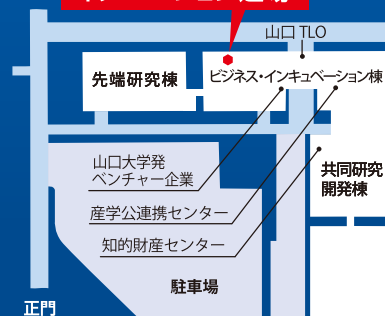 山口 TLO
先端研究棟
ビジネス・インキュベーション棟
山口大学発
ベンチャー企業
共同研究
開発棟
産学公連携センター
知的財産センター
駐車場
正門